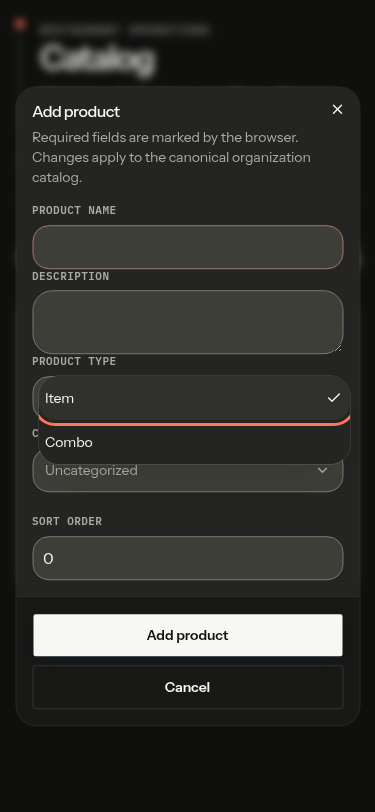 Catalog
Add product
Required fields are marked by the browser.
Changes apply to the canonical organization
catalog.
PRODUCT NAME
DESCRIPTION
PRODUCT TYPE
Item
Combo
Uncategorized
SORT ORDER
0
Add product
Cancel